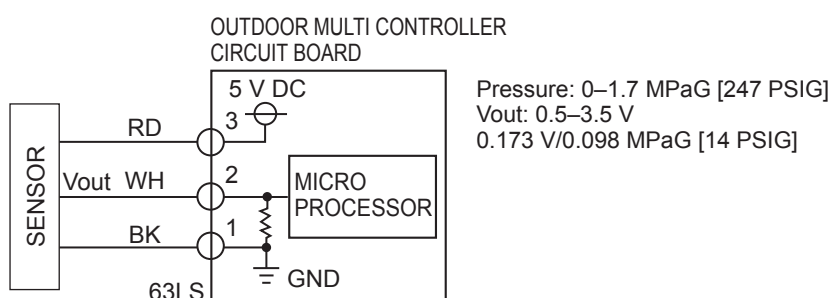 OUTDOOR MULTI CONTROLLER
CIRCUIT BOARD
5 V DC
Pressure: 0–1.7 MPaG [247 PSIG]
Vout: 0.5–3.5 V
0.173 V/0.098 MPaG [14 PSIG]
SENSOR
RD
3
Vout WH
2
MICRO
PROCESSOR
BK
1
GND
63LS